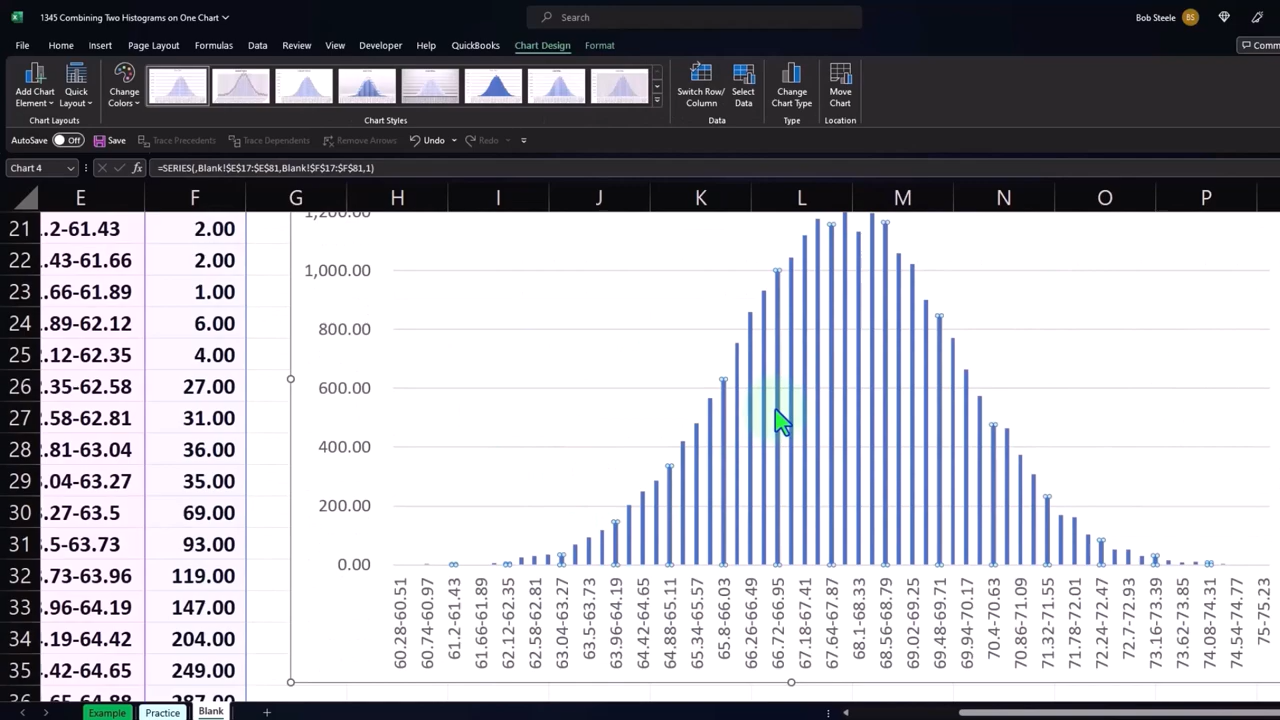 1345 Combining Two Histograms on One Chart
Search
Bob Steele
BS
File
Home
Insert
Page Layout
Formulas
Data
Review
View
Developer
Help
QuickBooks
Chart Design
Format
Comm
Add Chart
Element
Quick
Layout
Change
Colors
Switch Row/
Column
Select
Data
Change
Chart Type
Move
Chart
Chart Layouts
Chart Styles
Data
Type
Location
AutoSave
Off
Save
Trace Precedents
Trace Dependents
Remove Arrows
Undo
Redo
Chart 4
fx
=SERIES(,Blank!$E$17:$E$81,Blank!$F$17:$F$81,1)
E F G H I J K L M N O P
21 .2-61.43 2.00
22 .43-61.66 2.00
23 .66-61.89 1.00
24 .89-62.12 6.00
25 .12-62.35 4.00
26 .35-62.58 27.00
27 .58-62.81 31.00
28 .81-63.04 36.00
29 .04-63.27 35.00
30 .27-63.5 69.00
31 .5-63.73 93.00
32 .73-63.96 119.00
33 .96-64.19 147.00
34 .19-64.42 204.00
35 .42-64.65 249.00
36 .65-64.88 287.00
1,200.00
1,000.00
800.00
600.00
400.00
200.00
0.00
60.28-60.51
60.74-60.97
61.2-61.43
61.66-61.89
62.12-62.35
62.58-62.81
63.04-63.27
63.5-63.73
63.96-64.19
64.42-64.65
64.88-65.11
65.34-65.57
65.8-66.03
66.26-66.49
66.72-66.95
67.18-67.41
67.64-67.87
68.1-68.33
68.56-68.79
69.02-69.25
69.48-69.71
69.94-70.17
70.4-70.63
70.86-71.09
71.32-71.55
71.78-72.01
72.24-72.47
72.7-72.93
73.16-73.39
73.62-73.85
74.08-74.31
74.54-74.77
75-75.23
Example
Practice
Blank